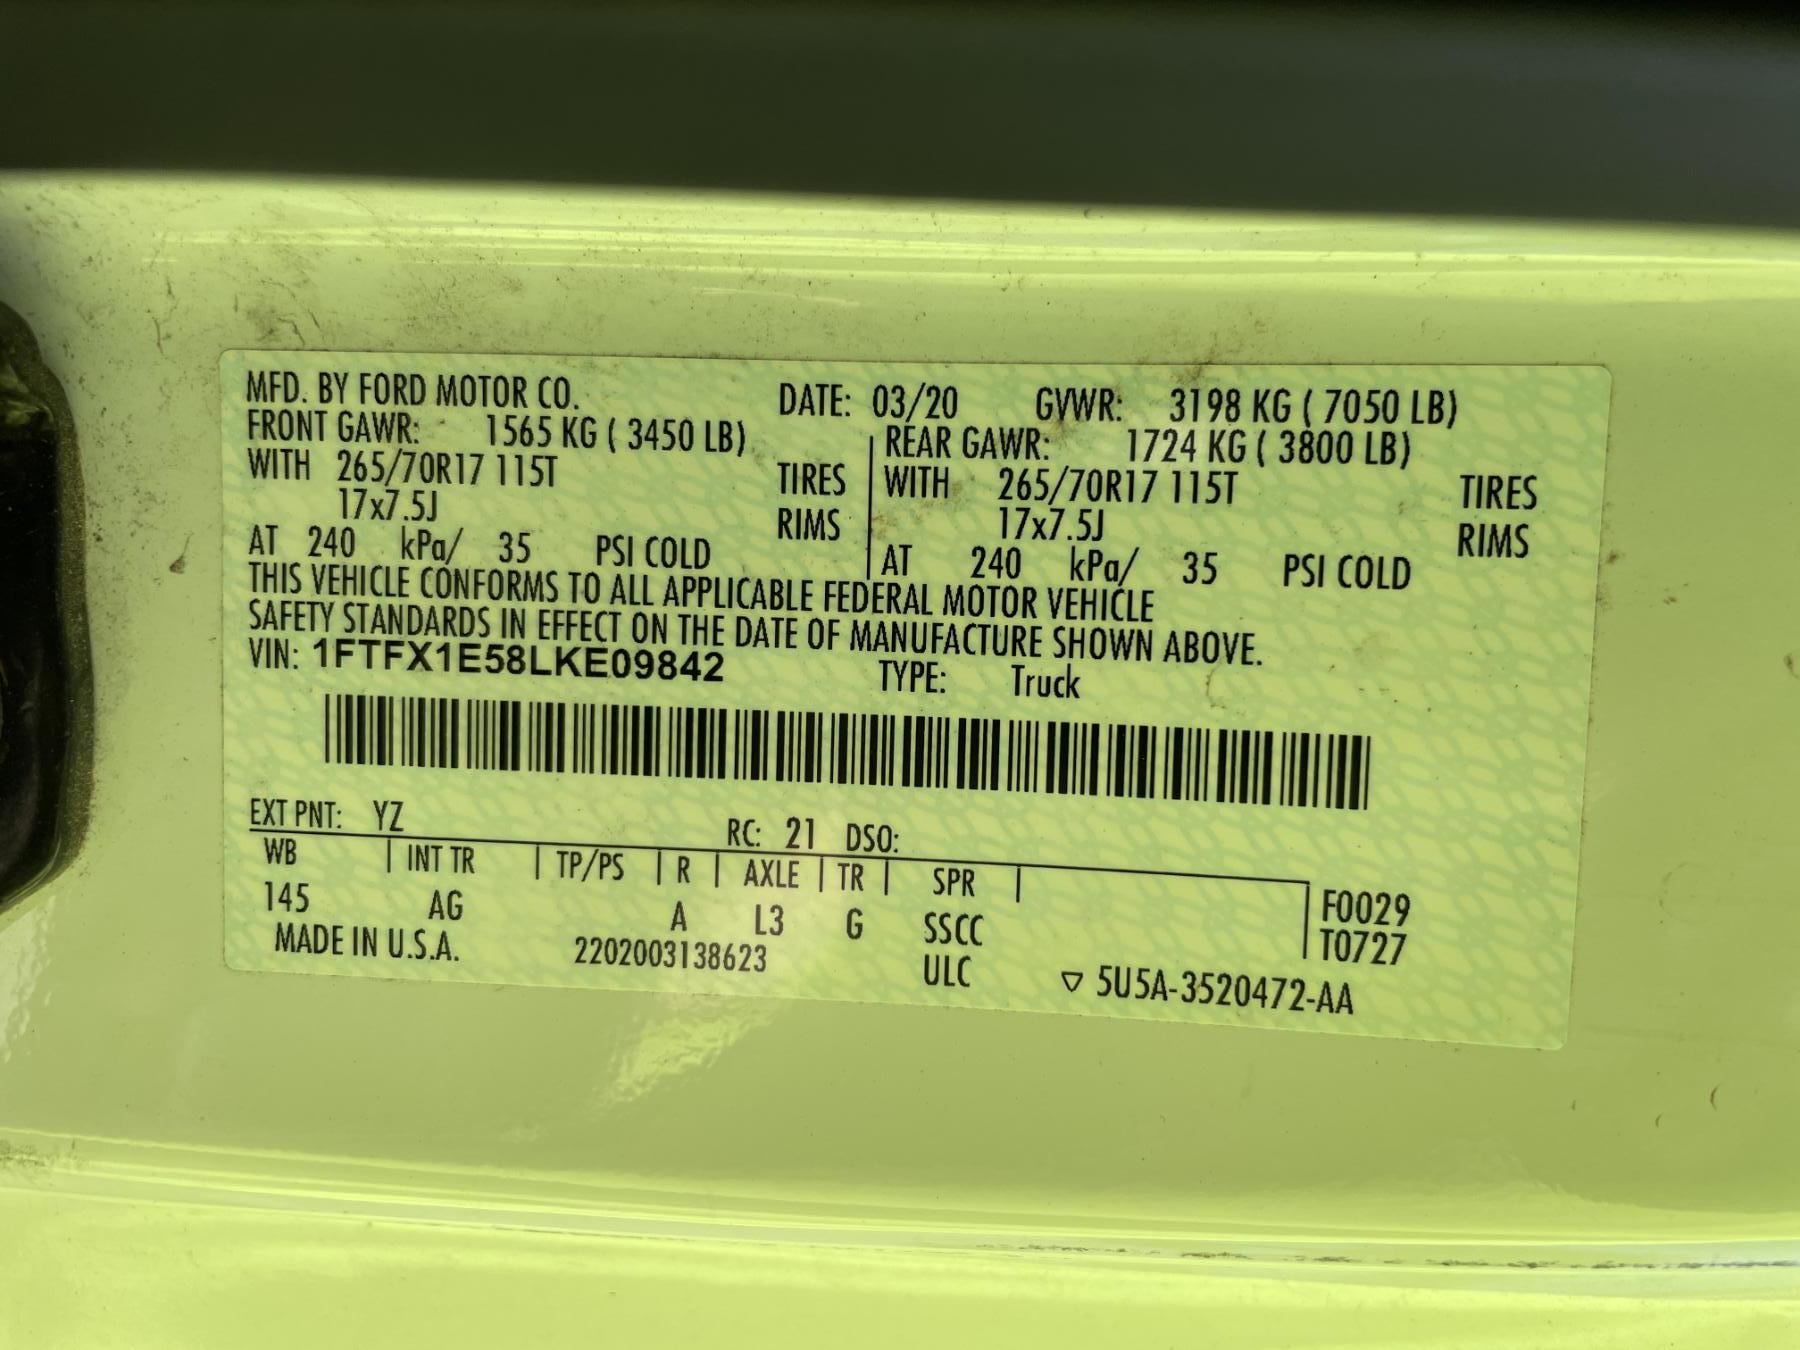 MFD. BY FORD MOTOR CO. DATE: 03/20 GVWR: 3198 KG ( 7050 LB)
FRONT GAWR: 1565 KG ( 3450 LB) REAR GAWR: 1724 KG ( 3800 LB)
WITH 265/70R17 115T TIRES WITH 265/70R17 115T TIRES
17x7.5J RIMS 17x7.5J RIMS
AT 240 kPa/ 35 PSI COLD AT 240 kPa/ 35 PSI COLD
THIS VEHICLE CONFORMS TO ALL APPLICABLE FEDERAL MOTOR VEHICLE
SAFETY STANDARDS IN EFFECT ON THE DATE OF MANUFACTURE SHOWN ABOVE.
VIN: 1FTFX1E58LKE09842 TYPE: Truck
EXT PNT: YZ RC: 21 DSO:
WB INT TR TP/PS R AXLE TR SPR F0029
145 AG A L3 G SSCC T0727
MADE IN U.S.A. 2202003138623 ULC ▽ 5U5A-3520472-AA